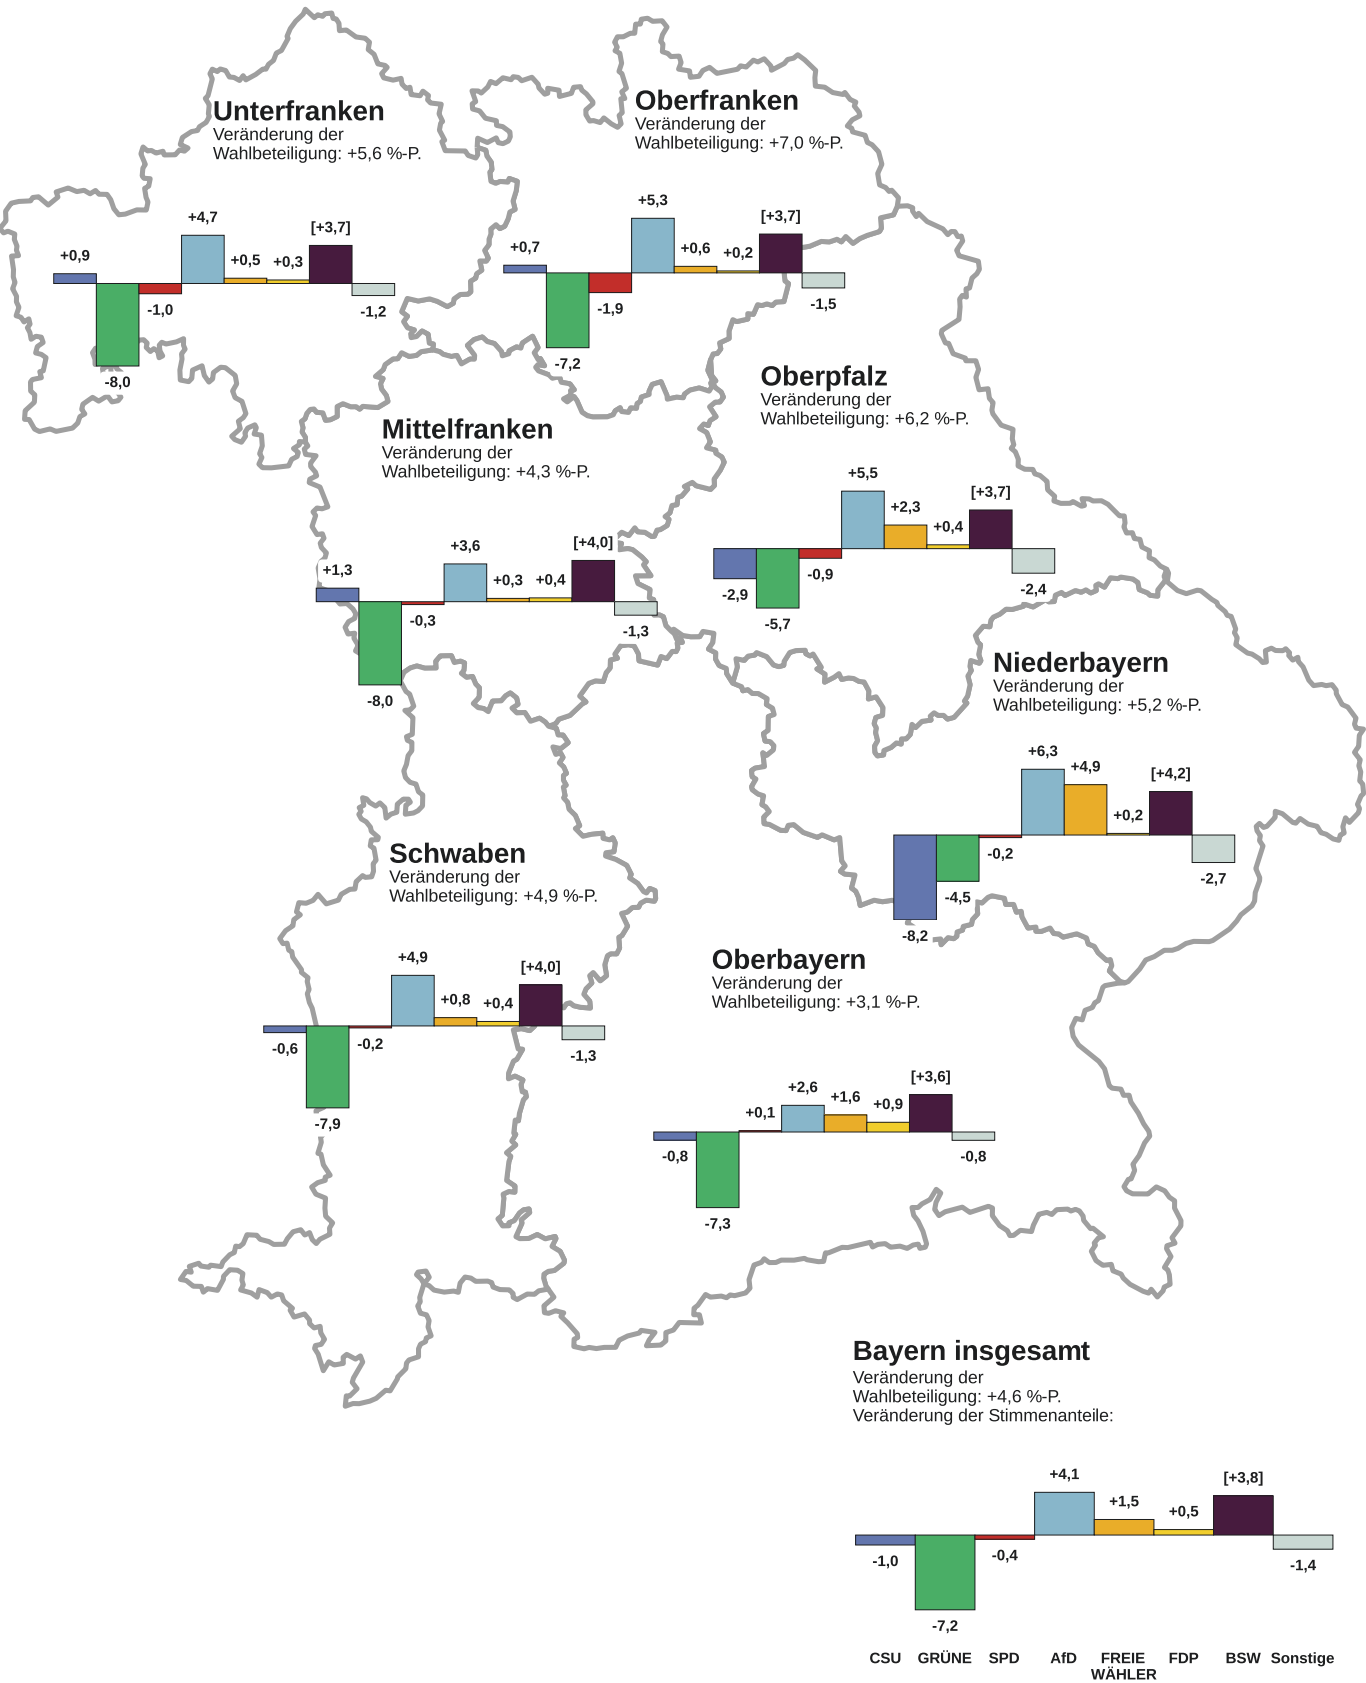 Unterfranken
Veränderung der
Wahlbeteiligung: +5,6 %-P.
+0,9
-8,0
-1,0
+4,7
+0,5
+0,3
[+3,7]
-1,2
Oberfranken
Veränderung der
Wahlbeteiligung: +7,0 %-P.
+0,7
-7,2
-1,9
+5,3
+0,6
+0,2
[+3,7]
-1,5
Mittelfranken
Veränderung der
Wahlbeteiligung: +4,3 %-P.
+1,3
-8,0
-0,3
+3,6
+0,3
+0,4
[+4,0]
-1,3
Oberpfalz
Veränderung der
Wahlbeteiligung: +6,2 %-P.
-2,9
-5,7
-0,9
+5,5
+2,3
+0,4
[+3,7]
-2,4
Niederbayern
Veränderung der
Wahlbeteiligung: +5,2 %-P.
-8,2
-4,5
-0,2
+6,3
+4,9
+0,2
[+4,2]
-2,7
Schwaben
Veränderung der
Wahlbeteiligung: +4,9 %-P.
-0,6
-7,9
-0,2
+4,9
+0,8
+0,4
[+4,0]
-1,3
Oberbayern
Veränderung der
Wahlbeteiligung: +3,1 %-P.
-0,8
-7,3
+0,1
+2,6
+1,6
+0,9
[+3,6]
-0,8
Bayern insgesamt
Veränderung der
Wahlbeteiligung: +4,6 %-P.
Veränderung der Stimmenanteile:
-1,0
-7,2
-0,4
+4,1
+1,5
+0,5
[+3,8]
-1,4
CSU GRÜNE SPD AfD FREIE FDP BSW Sonstige
WÄHLER